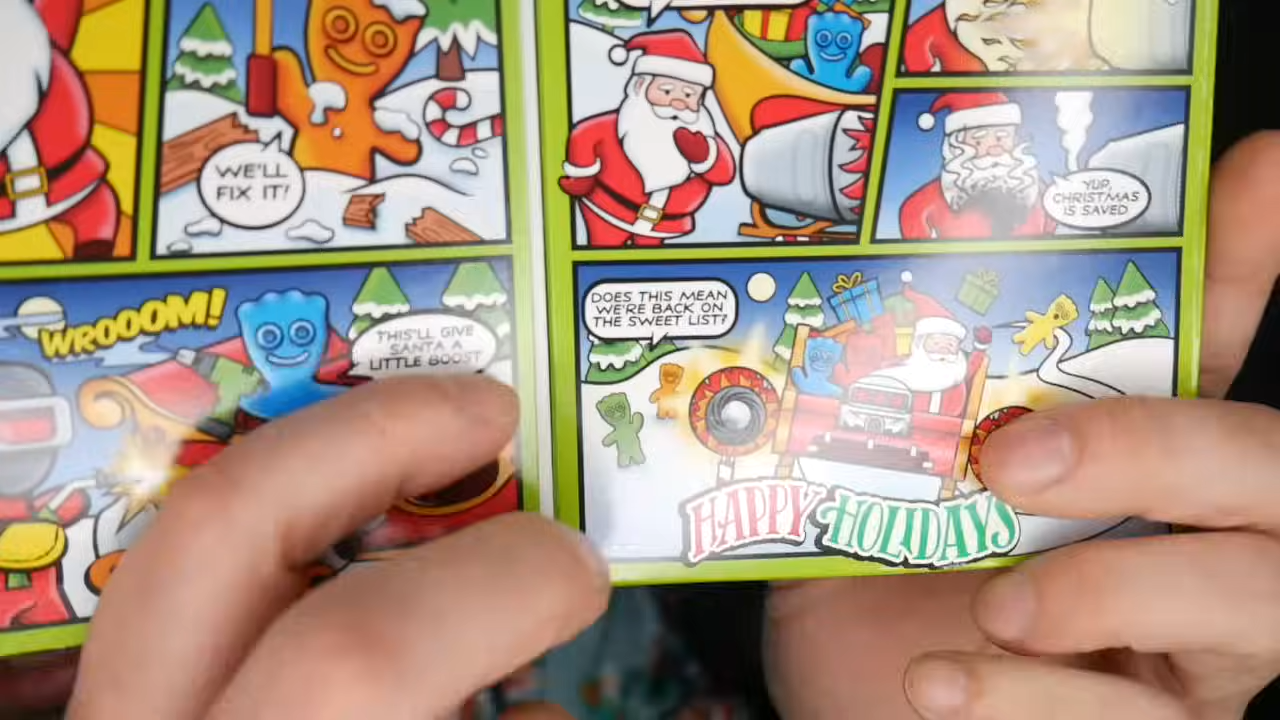 WE'LL
FIX IT!
WROOOM!
THIS'LL GIVE
SANTA A
LITTLE BOOST
YUP,
CHRISTMAS
IS SAVED
DOES THIS MEAN
WE'RE BACK ON
THE SWEET LIST?
HAPPY HOLIDAYS